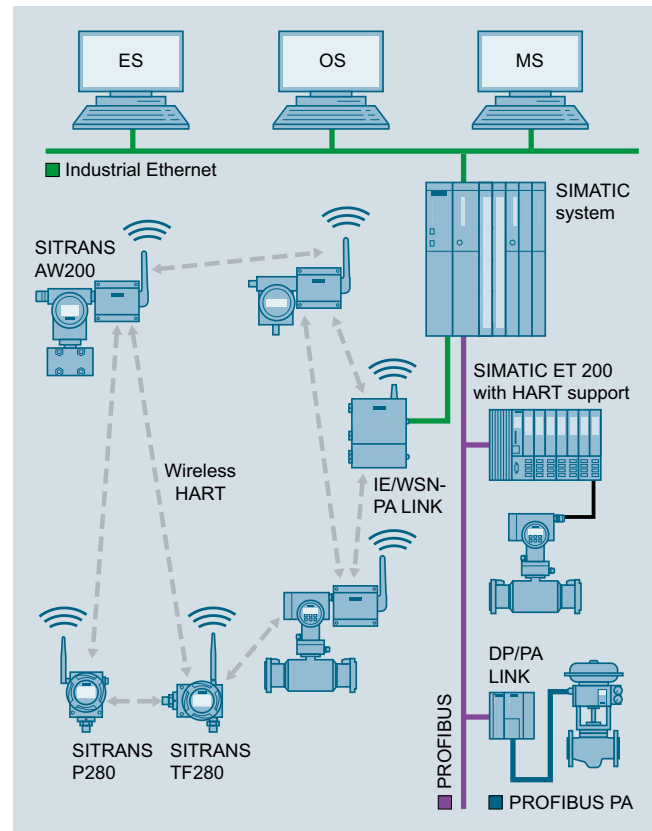 ES
OS
MS
Industrial Ethernet
SIMATIC
system
SITRANS
AW200
SIMATIC ET 200
with HART support
Wireless
HART
IE/WSN-
PA LINK
DP/PA
LINK
SITRANS
P280
SITRANS
TF280
PROFIBUS
PROFIBUS PA